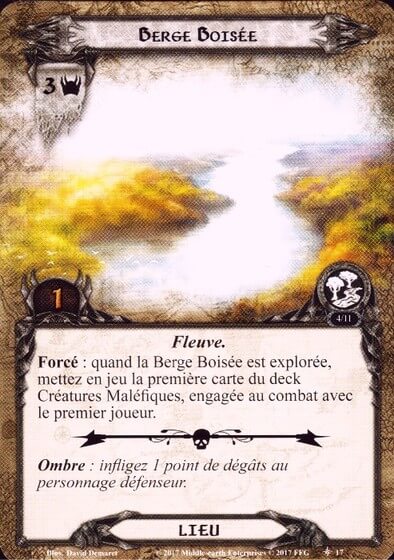 Berge Boisée
3
1
4/11
Fleuve.
Forcé : quand la Berge Boisée est explorée,
mettez en jeu la première carte du deck
Créatures Maléfiques, engagée au combat avec
le premier joueur.
Ombre : infligez 1 point de dégâts au
personnage défenseur.
LIEU
Illus. David Demaret
© 2017 Middle-earth Enterprises © 2017 FFG
17